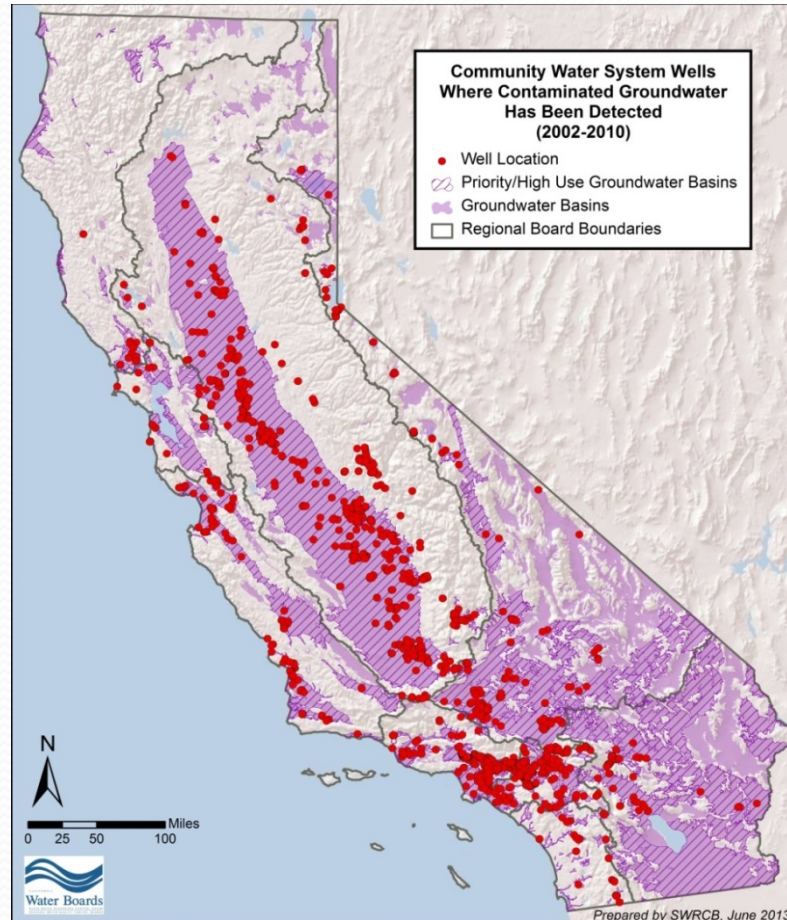 Community Water System Wells
Where Contaminated Groundwater
Has Been Detected
(2002-2010)
Well Location
Priority/High Use Groundwater Basins
Groundwater Basins
Regional Board Boundaries
N
Miles
0 25 50 100
Water Boards
Prepared by SWRCB, June 2013